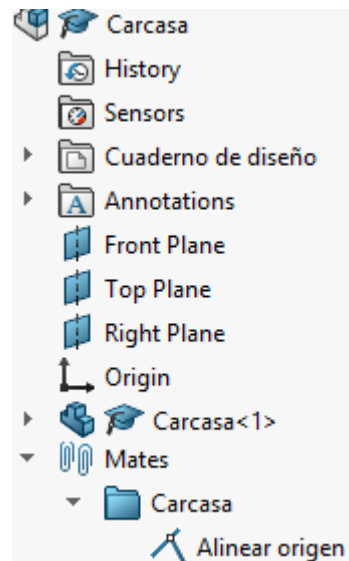 Carcasa
History
Sensors
Cuaderno de diseño
Annotations
Front Plane
Top Plane
Right Plane
Origin
Carcasa<1>
Mates
Carcasa
Alinear origen